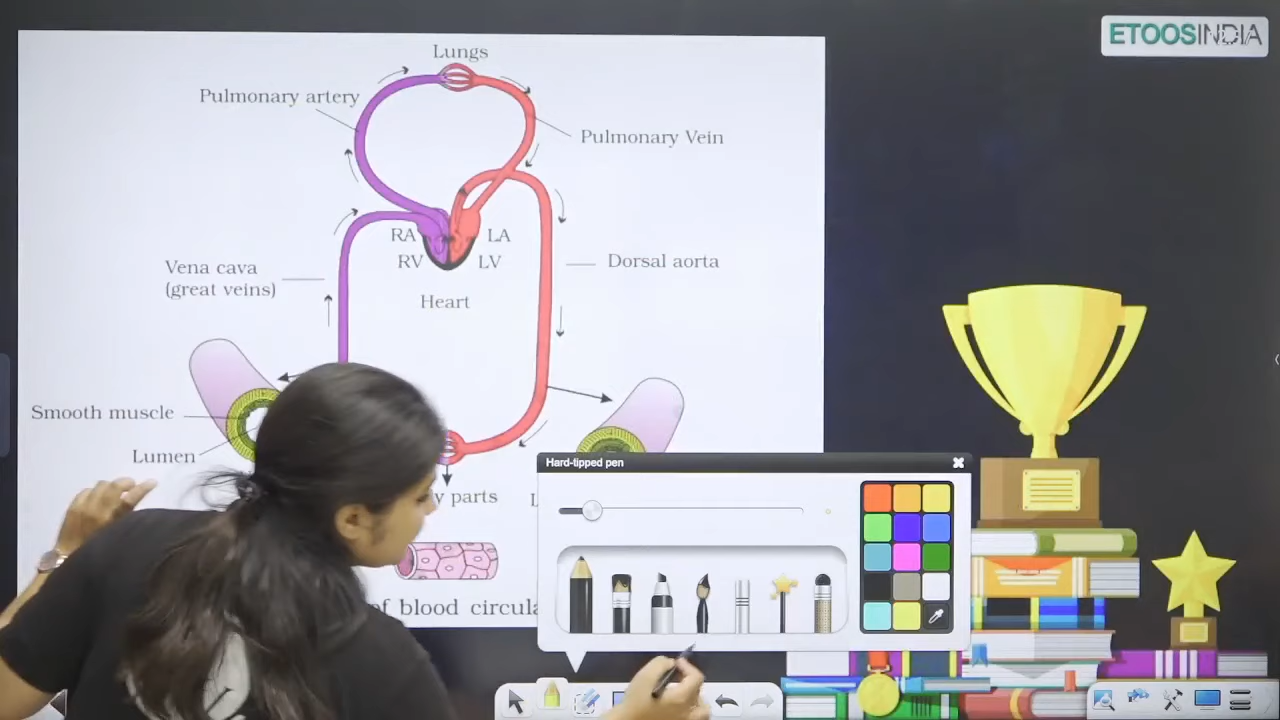 ETOOSINDIA
Lungs
Pulmonary artery
Pulmonary Vein
RA
LA
RV
LV
Vena cava
(great veins)
Dorsal aorta
Heart
Smooth muscle
Lumen
Hard-tipped pen
parts
of blood